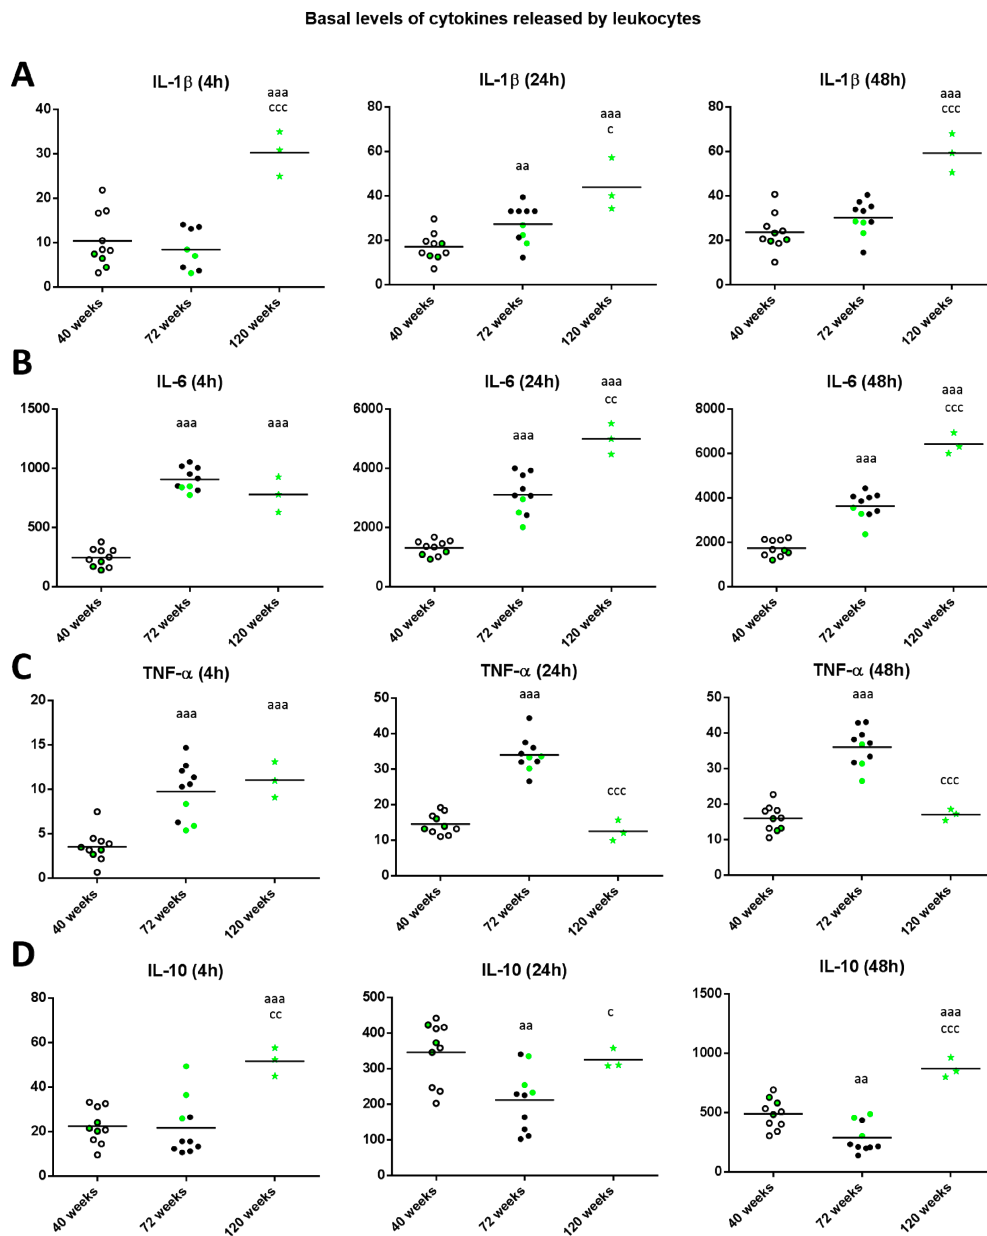 Basal levels of cytokines released by leukocytes
A
IL-1β (4h)
aaa
ccc
40
30
20
10
0
40 weeks
72 weeks
120 weeks
IL-1β (24h)
aaa
c
aa
80
60
40
20
0
40 weeks
72 weeks
120 weeks
IL-1β (48h)
aaa
ccc
80
60
40
20
0
40 weeks
72 weeks
120 weeks
B
IL-6 (4h)
1500
aaa
aaa
1000
500
0
40 weeks
72 weeks
120 weeks
IL-6 (24h)
aaa
cc
6000
aaa
4000
2000
0
40 weeks
72 weeks
120 weeks
IL-6 (48h)
aaa
ccc
8000
aaa
6000
4000
2000
0
40 weeks
72 weeks
120 weeks
C
TNF-α (4h)
20
aaa
aaa
15
10
5
0
40 weeks
72 weeks
120 weeks
TNF-α (24h)
aaa
50
40
30
ccc
20
10
0
40 weeks
72 weeks
120 weeks
TNF-α (48h)
aaa
50
40
30
ccc
20
10
0
40 weeks
72 weeks
120 weeks
D
IL-10 (4h)
80
aaa
cc
60
40
20
0
40 weeks
72 weeks
120 weeks
IL-10 (24h)
500
aa
c
400
300
200
100
0
40 weeks
72 weeks
120 weeks
IL-10 (48h)
1500
aaa
ccc
1000
aa
500
0
40 weeks
72 weeks
120 weeks